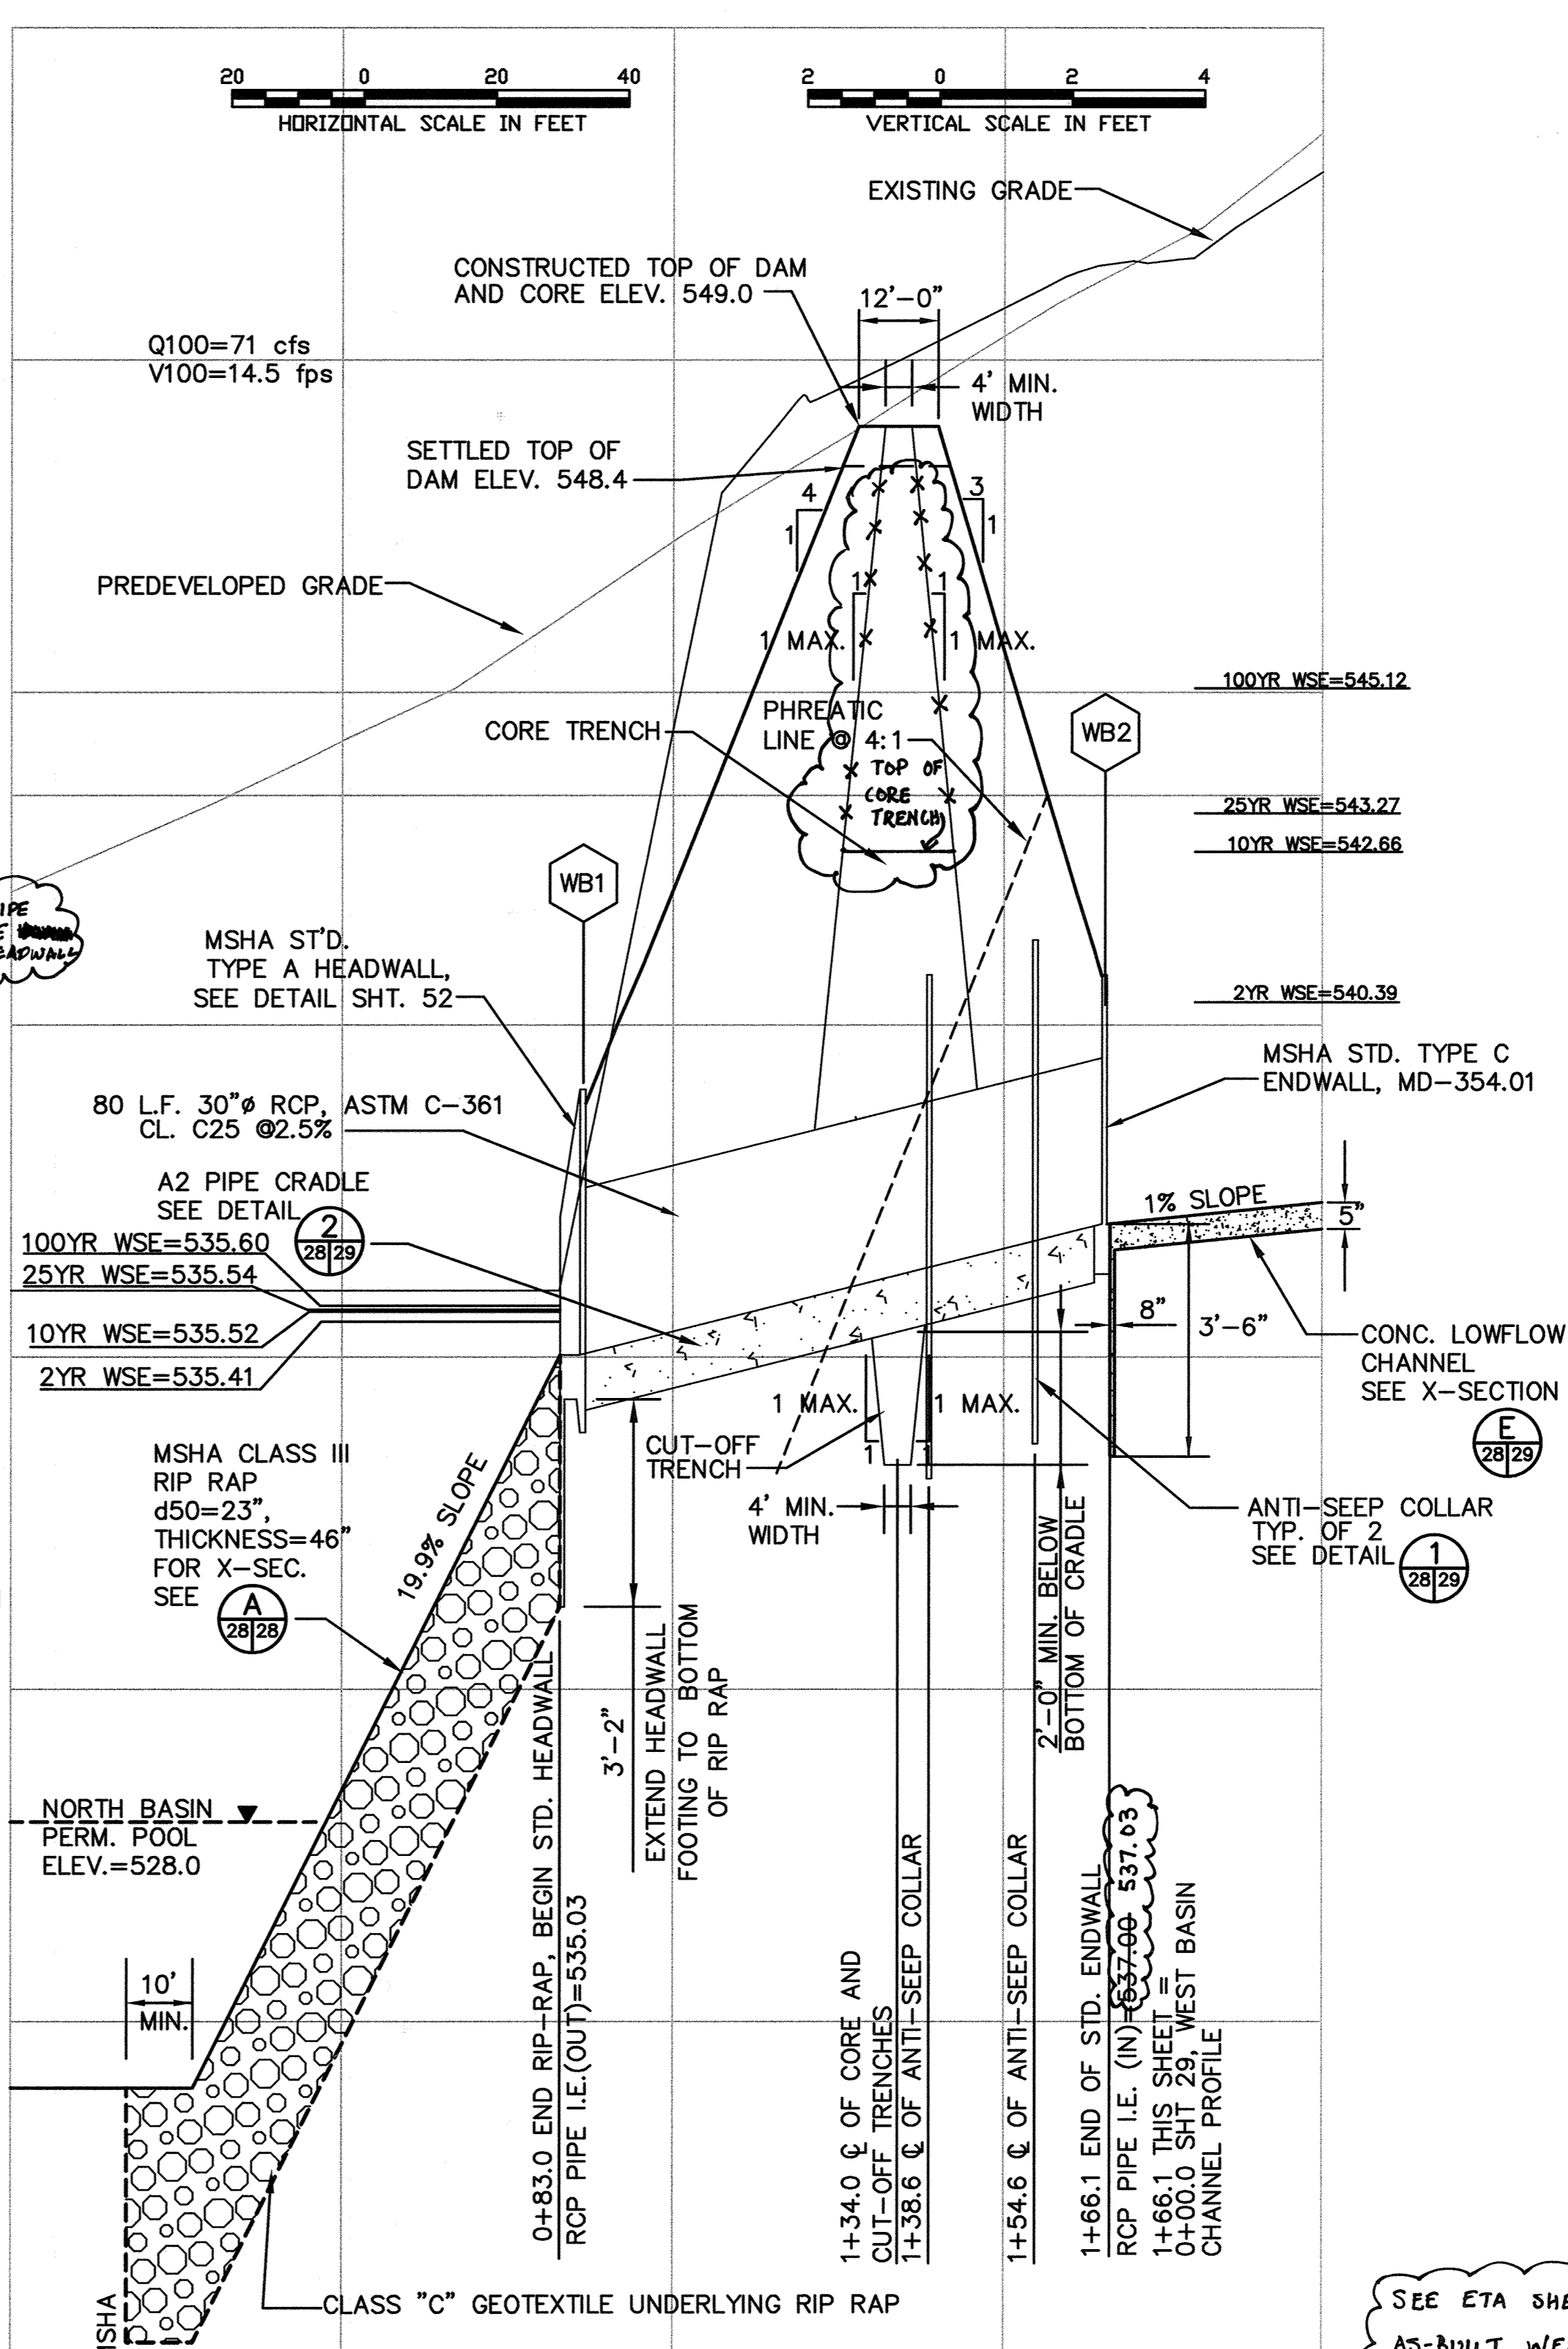 20 0 20 40
HORIZONTAL SCALE IN FEET
2 0 2 4
VERTICAL SCALE IN FEET
EXISTING GRADE
CONSTRUCTED TOP OF DAM
AND CORE ELEV. 549.0
12'-0"
Q100=71 cfs
V100=14.5 fps
4' MIN.
WIDTH
SETTLED TOP OF
DAM ELEV. 548.4
4
1
3
1
PREDEVELOPED GRADE
1
1 MAX.
1
1 MAX.
100YR WSE=545.12
CORE TRENCH
PHREATIC
LINE @ 4:1
WB2
TOP OF
CORE
TRENCH
25YR WSE=543.27
10YR WSE=542.66
WB1
MSHA ST'D.
TYPE A HEADWALL,
SEE DETAIL SHT. 52
2YR WSE=540.39
MSHA STD. TYPE C
ENDWALL, MD-354.01
80 L.F. 30"ø RCP, ASTM C-361
CL. C25 @2.5%
A2 PIPE CRADLE
SEE DETAIL
2
28 29
1% SLOPE
5"
100YR WSE=535.60
25YR WSE=535.54
10YR WSE=535.52
2YR WSE=535.41
8"
3'-6"
CONC. LOWFLOW
CHANNEL
SEE X-SECTION
E
28 29
1 MAX.
1
1 MAX.
1
CUT-OFF
TRENCH
4' MIN.
WIDTH
MSHA CLASS III
RIP RAP
d50=23",
THICKNESS=46"
FOR X-SEC.
SEE
A
28 28
19.9% SLOPE
ANTI-SEEP COLLAR
TYP. OF 2
SEE DETAIL
1
28 29
3'-2"
EXTEND HEADWALL
FOOTING TO BOTTOM
OF RIP RAP
2'-0" MIN. BELOW
BOTTOM OF CRADLE
NORTH BASIN
PERM. POOL
ELEV.=528.0
10'
MIN.
0+83.0 END RIP-RAP, BEGIN STD. HEADWALL
RCP PIPE I.E.(OUT)=535.03
1+34.0 ℄ OF CORE AND
CUT-OFF TRENCHES
1+38.6 ℄ OF ANTI-SEEP COLLAR
1+54.6 ℄ OF ANTI-SEEP COLLAR
1+66.1 END OF STD. ENDWALL
RCP PIPE I.E. (IN)=537.00 537.03
1+66.1 THIS SHEET =
0+00.0 SHT 29, WEST BASIN
CHANNEL PROFILE
CLASS "C" GEOTEXTILE UNDERLYING RIP RAP
SEE ETA SHE